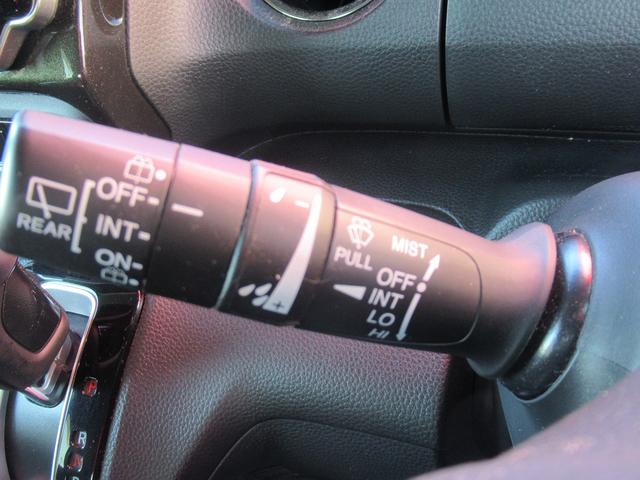 OFF
REAR
INT
ON
- +
PULL
MIST
OFF
INT
LO
HI
R